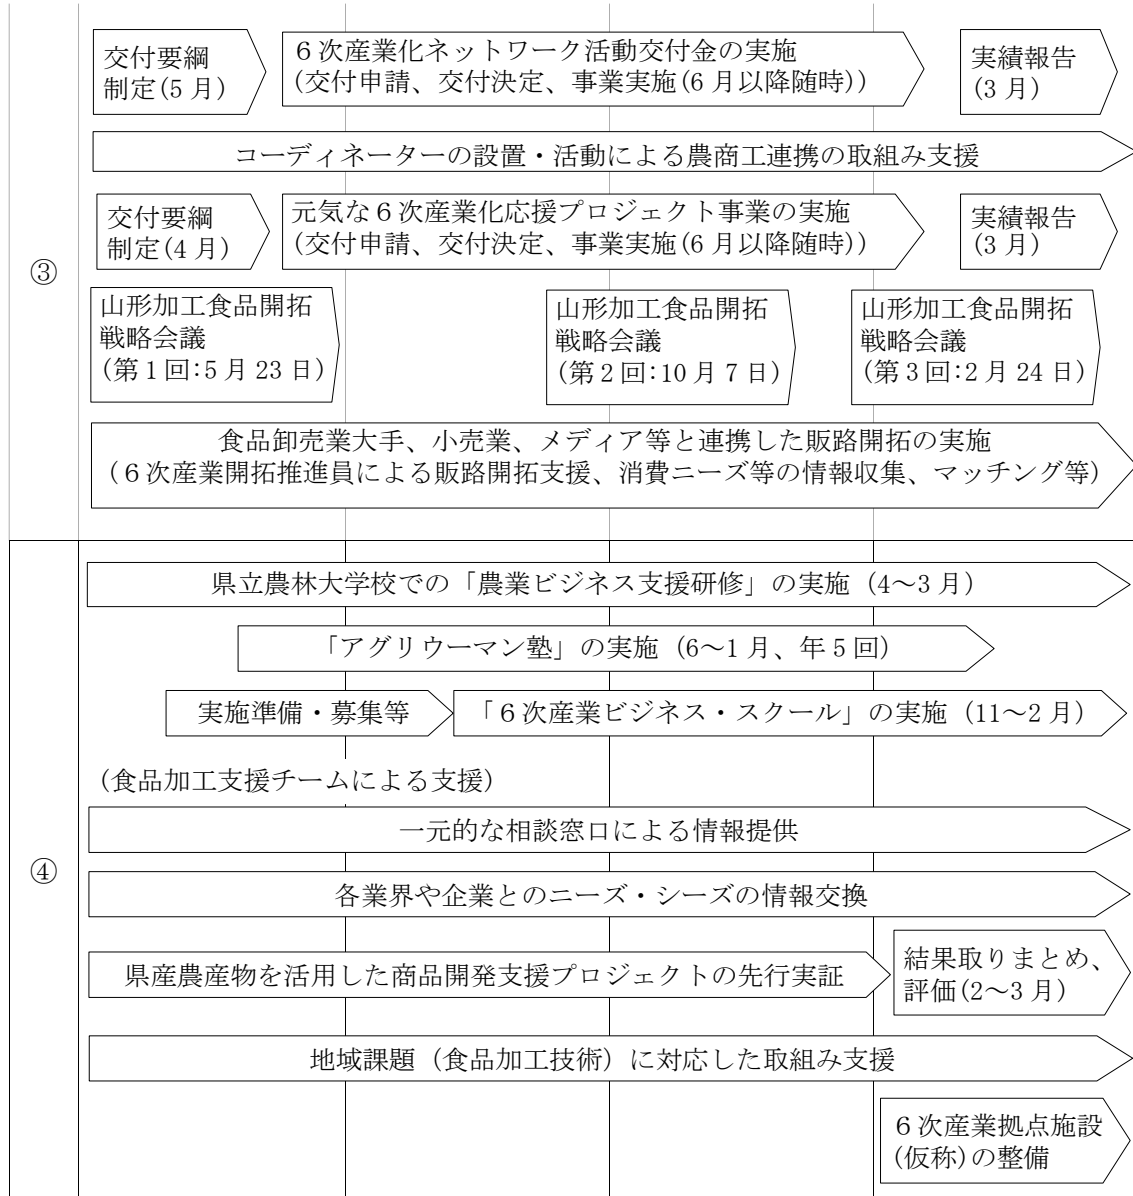 交付要綱
制定(5 月)
6 次産業化ネットワーク活動交付金の実施
(交付申請、交付決定、事業実施(6 月以降随時))
実績報告
(3 月)
コーディネーターの設置・活動による農商工連携の取組み支援
交付要綱
制定(4 月)
元気な6 次産業化応援プロジェクト事業の実施
(交付申請、交付決定、事業実施(6 月以降随時))
実績報告
(3 月)
③
山形加工食品開拓
戦略会議
(第1回:5 月 23 日)
山形加工食品開拓
戦略会議
(第2回:10 月 7 日)
山形加工食品開拓
戦略会議
(第3回:2 月 24 日)
食品卸売業大手、小売業、メディア等と連携した販路開拓の実施
(6次産業開拓推進員による販路開拓支援、消費ニーズ等の情報収集、マッチング等)
県立農林大学校での「農業ビジネス支援研修」の実施(4～3 月)
「アグリウーマン塾」の実施(6～1 月、年5回)
実施準備・募集等
「6次産業ビジネス・スクール」の実施(11～2 月)
(食品加工支援チームによる支援)
一元的な相談窓口による情報提供
④
各業界や企業とのニーズ・シーズの情報交換
県産農産物を活用した商品開発支援プロジェクトの先行実証
結果取りまとめ、
評価(2～3 月)
地域課題(食品加工技術)に対応した取組み支援
6次産業拠点施設
(仮称)の整備